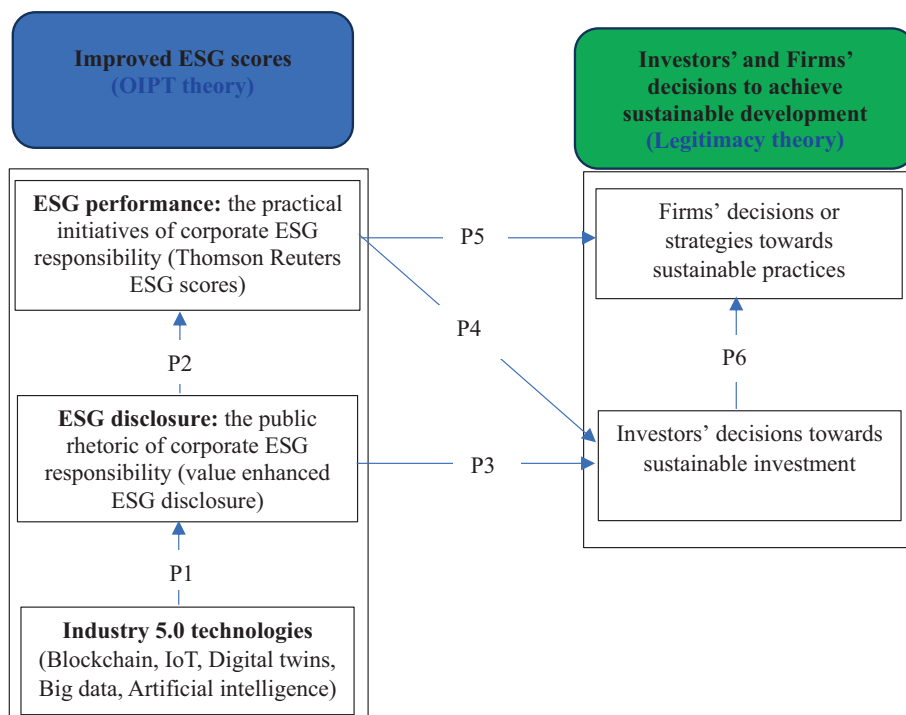 Improved ESG scores
(OIPT theory)
Investors’ and Firms’
decisions to achieve
sustainable development
(Legitimacy theory)
ESG performance: the practical
initiatives of corporate ESG
responsibility (Thomson Reuters
ESG scores)
P5
Firms’ decisions or
strategies towards
sustainable practices
P4
P2
P6
ESG disclosure: the public
rhetoric of corporate ESG
responsibility (value enhanced
ESG disclosure)
P3
Investors’ decisions towards
sustainable investment
P1
Industry 5.0 technologies
(Blockchain, IoT, Digital twins,
Big data, Artificial intelligence)